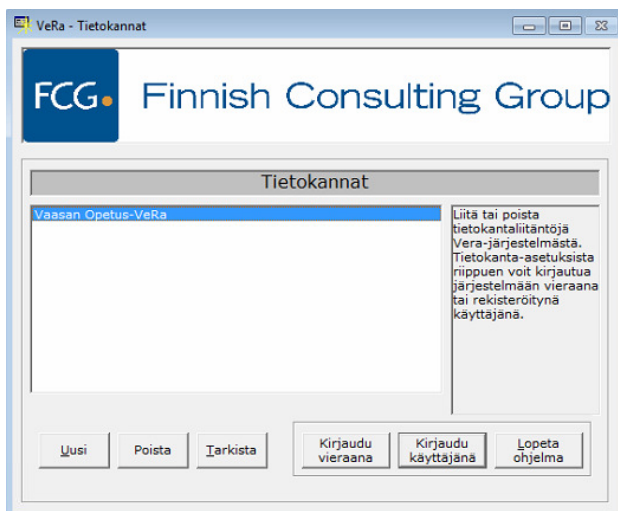 VeRa - Tietokannat
FCG.
Finnish Consulting Group
Tietokannat
Vaasan Opetus-VeRa
Liitä tai poista
tietokantaliitäntöjä
Vera-järjestelmästä.
Tietokanta-asetuksista
riippuen voit kirjautua
järjestelmään vieraana
tai rekisteröitynä
käyttäjänä.
Uusi
Poista
Tarkista
Kirjaudu
vieraana
Kirjaudu
käyttäjänä
Lopeta
ohjelma